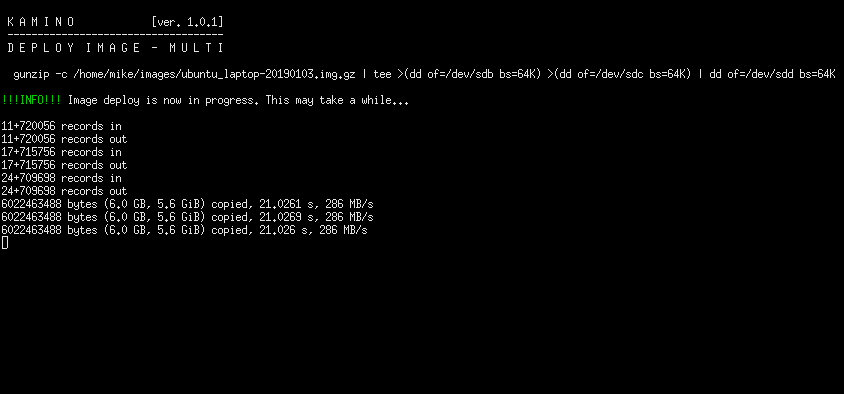 K A M I N O [ver. 1.0.1]
------------------------------------
D E P L O Y I M A G E - M U L T I
gunzip -c /home/mike/images/ubuntu_laptop-20190103.img.gz | tee >(dd of=/dev/sdb bs=64K) >(dd of=/dev/sdc bs=64K) | dd of=/dev/sdd bs=64K
!!!INFO!!! Image deploy is now in progress. This may take a while...
11+720056 records in
11+720056 records out
17+715756 records in
17+715756 records out
24+709698 records in
24+709698 records out
6022463488 bytes (6.0 GB, 5.6 GiB) copied, 21.0261 s, 286 MB/s
6022463488 bytes (6.0 GB, 5.6 GiB) copied, 21.0269 s, 286 MB/s
6022463488 bytes (6.0 GB, 5.6 GiB) copied, 21.026 s, 286 MB/s